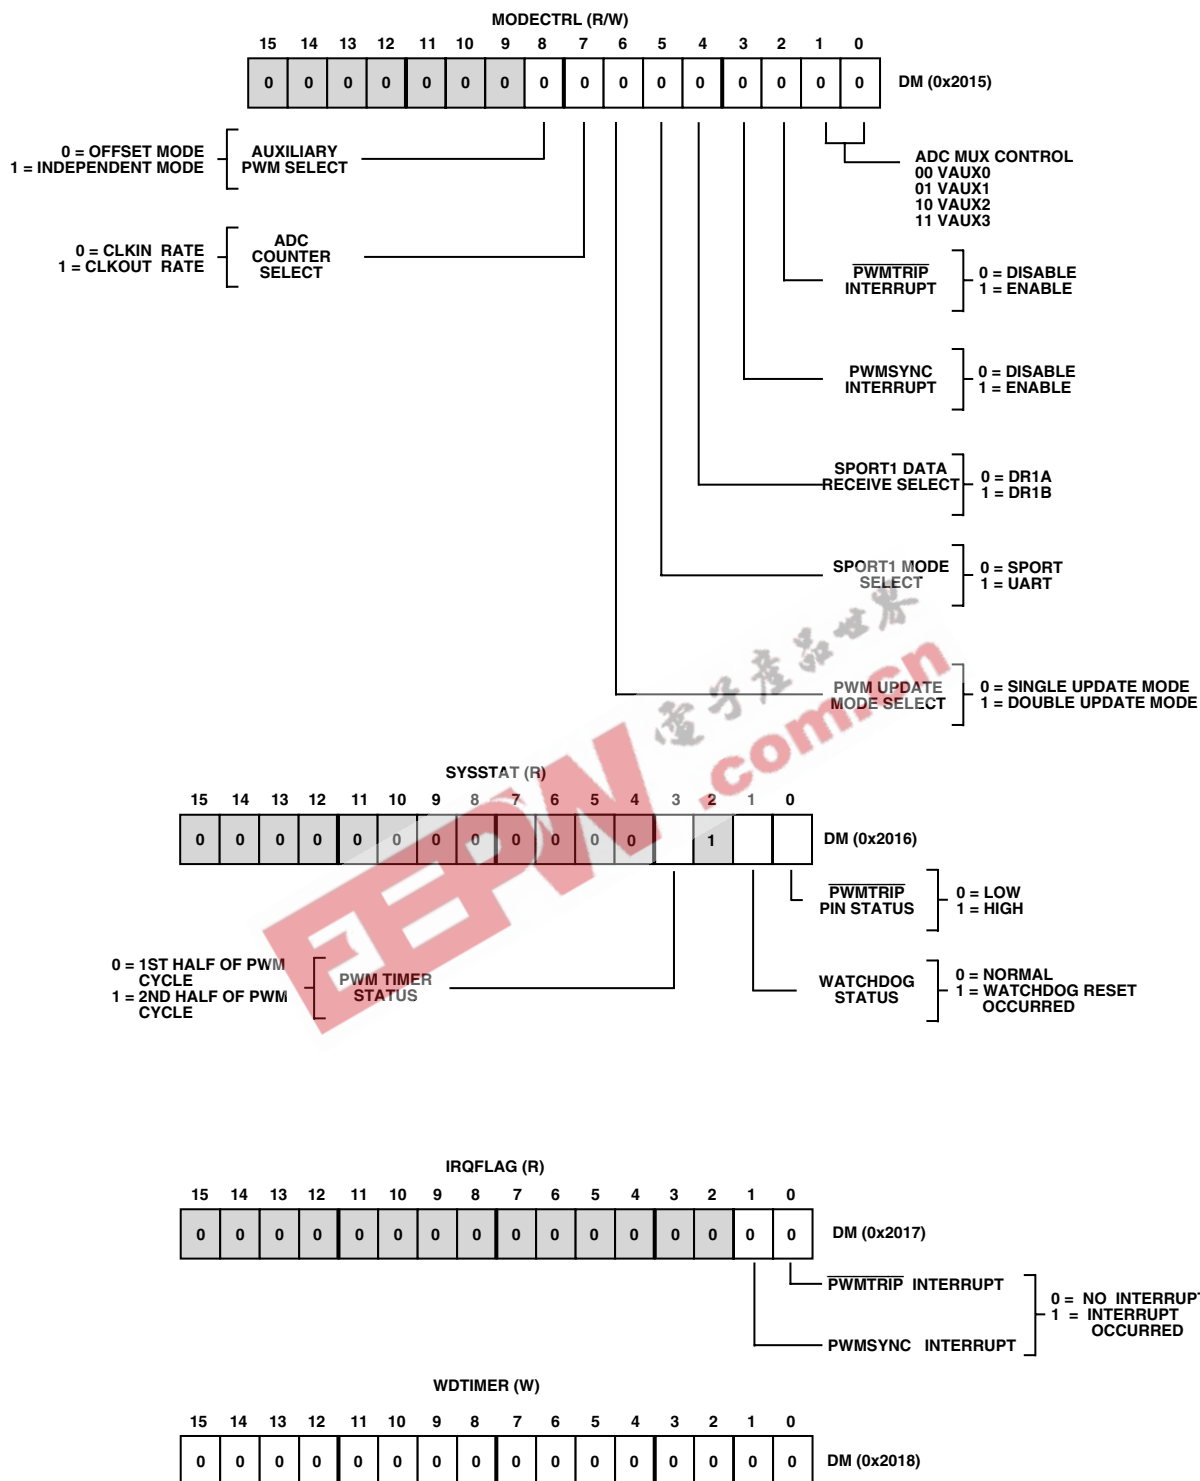 MODECTRL (R/W)
15 14 13 12 11 10 9 8 7 6 5 4 3 2 1 0
0 0 0 0 0 0 0 0 0 0 0 0 0 0 0 0 DM (0x2015)
0 = OFFSET MODE
1 = INDEPENDENT MODE
AUXILIARY
PWM SELECT
ADC MUX CONTROL
00 VAUX0
01 VAUX1
10 VAUX2
11 VAUX3
0 = CLKIN RATE
1 = CLKOUT RATE
ADC
COUNTER
SELECT
PWMTRIP
INTERRUPT
0 = DISABLE
1 = ENABLE
PWMSYNC
INTERRUPT
0 = DISABLE
1 = ENABLE
SPORT1 DATA
RECEIVE SELECT
0 = DR1A
1 = DR1B
SPORT1 MODE
SELECT
0 = SPORT
1 = UART
PWM UPDATE
MODE SELECT
0 = SINGLE UPDATE MODE
1 = DOUBLE UPDATE MODE
電子產品世界
EEPW
.com.cn
SYSSTAT (R)
15 14 13 12 11 10 9 8 7 6 5 4 3 2 1 0
0 0 0 0 0 0 0 0 0 0 0 0 1 DM (0x2016)
PWMTRIP
PIN STATUS
0 = LOW
1 = HIGH
0 = 1ST HALF OF PWM
CYCLE
1 = 2ND HALF OF PWM
CYCLE
PWM TIMER
STATUS
WATCHDOG
STATUS
0 = NORMAL
1 = WATCHDOG RESET
OCCURRED
IRQFLAG (R)
15 14 13 12 11 10 9 8 7 6 5 4 3 2 1 0
0 0 0 0 0 0 0 0 0 0 0 0 0 0 0 0 DM (0x2017)
PWMTRIP INTERRUPT
PWMSYNC INTERRUPT
0 = NO INTERRUPT
1 = INTERRUPT
OCCURRED
WDTIMER (W)
15 14 13 12 11 10 9 8 7 6 5 4 3 2 1 0
0 0 0 0 0 0 0 0 0 0 0 0 0 0 0 0 DM (0x2018)